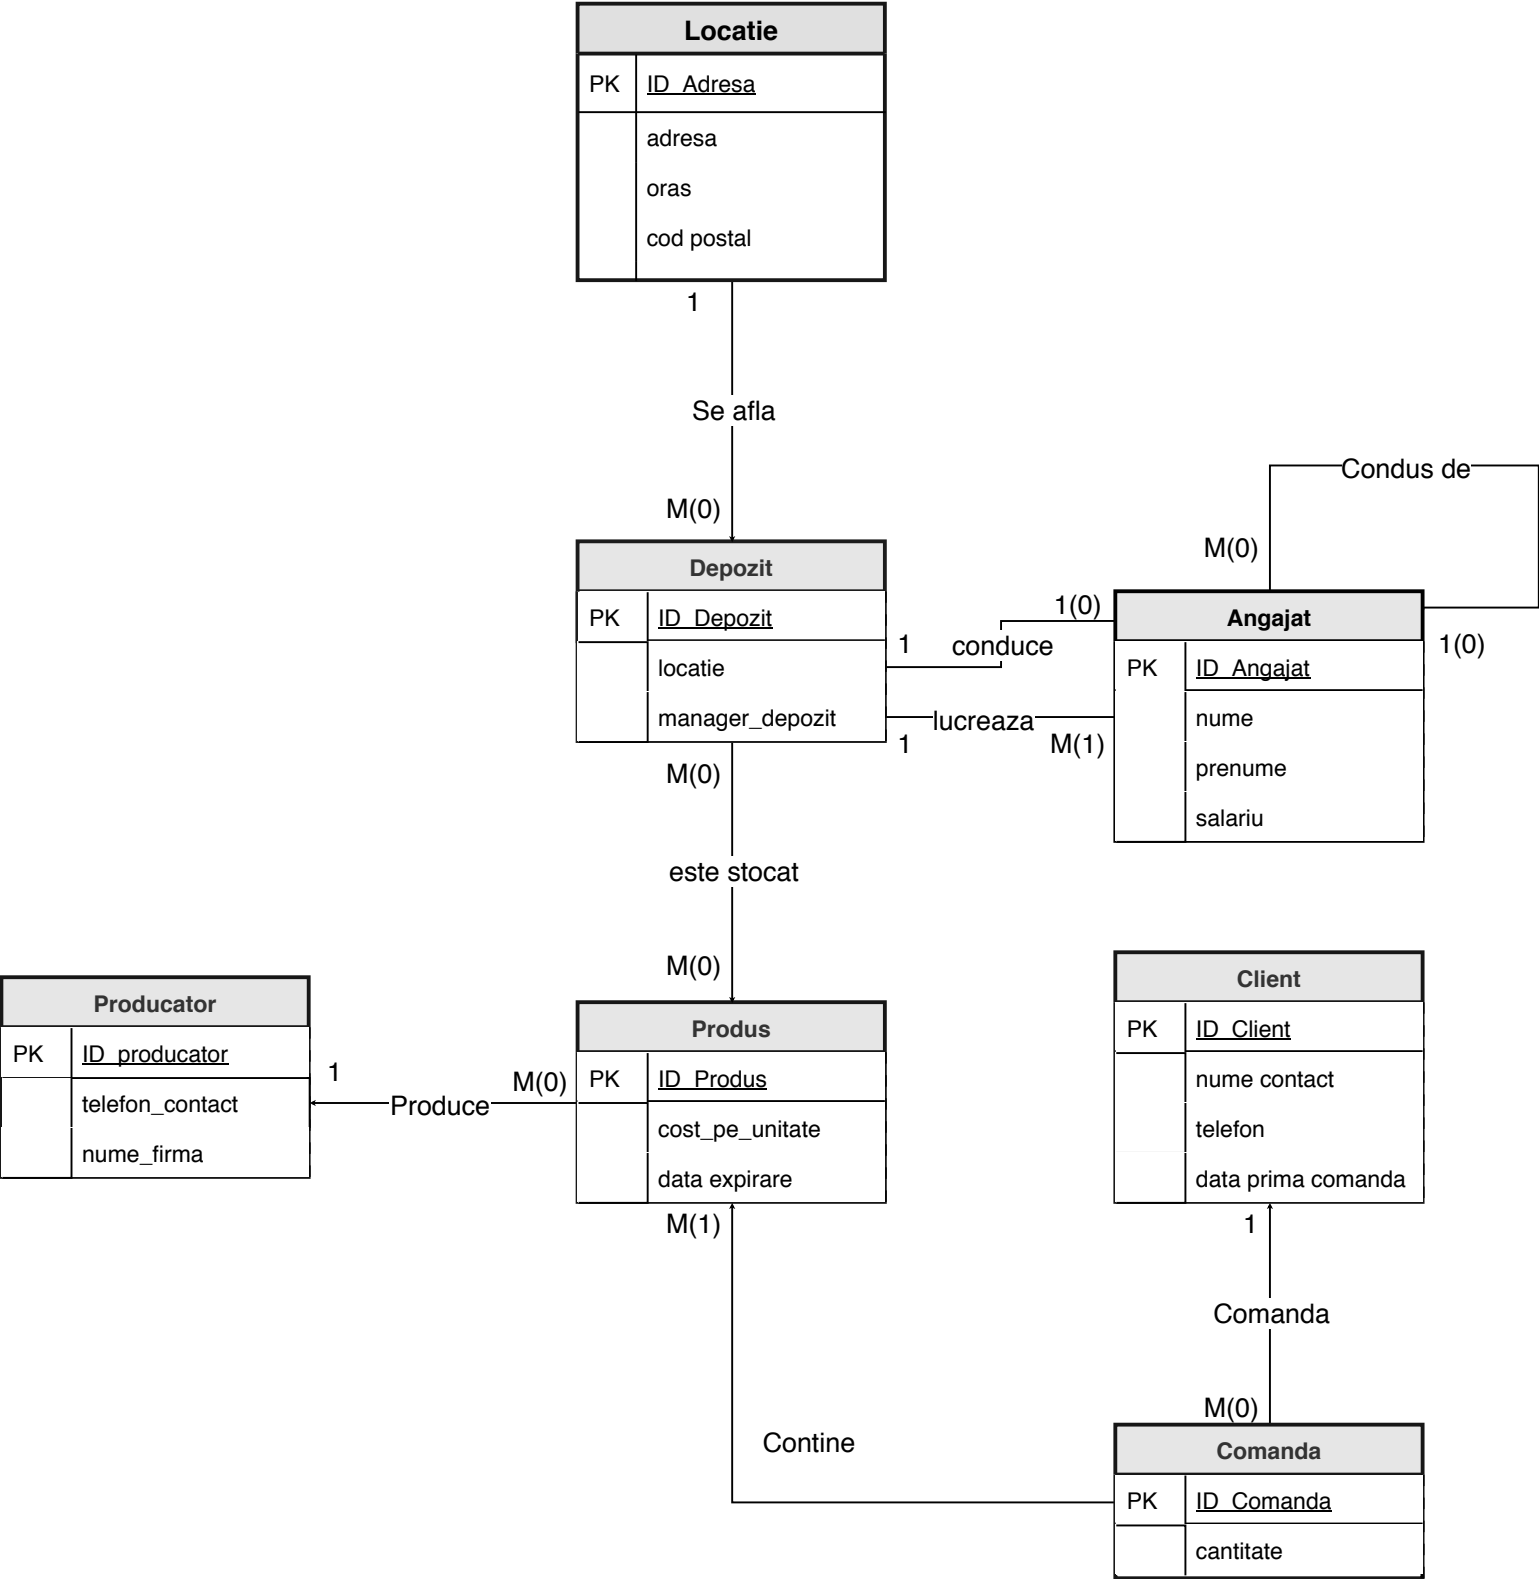 Locatie
PK ID_Adresa
adresa
oras
cod postal
1
Se afla
M(0)
Depozit
PK ID_Depozit
locatie
manager_depozit
1
conduce
1(0)
1
lucreaza
M(1)
Condus de
M(0)
1(0)
Angajat
PK ID_Angajat
nume
prenume
salariu
M(0)
este stocat
M(0)
Producator
PK ID_producator
telefon_contact
nume_firma
1
Produce
M(0)
Produs
PK ID_Produs
cost_pe_unitate
data expirare
M(1)
Contine
Client
PK ID_Client
nume contact
telefon
data prima comanda
1
Comanda
M(0)
Comanda
PK ID_Comanda
cantitate